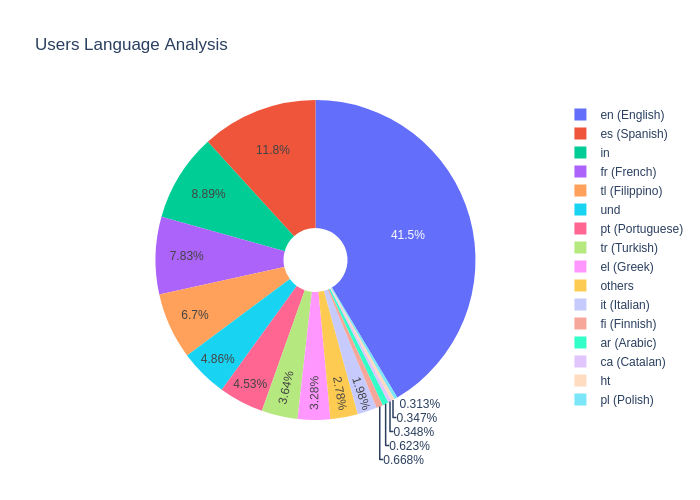 Users Language Analysis
41.5%
11.8%
8.89%
7.83%
6.7%
4.86%
4.53%
3.64%
3.28%
2.78%
1.98%
0.668%
0.623%
0.348%
0.347%
0.313%
en (English)
es (Spanish)
in
fr (French)
tl (Filippino)
und
pt (Portuguese)
tr (Turkish)
el (Greek)
others
it (Italian)
fi (Finnish)
ar (Arabic)
ca (Catalan)
ht
pl (Polish)